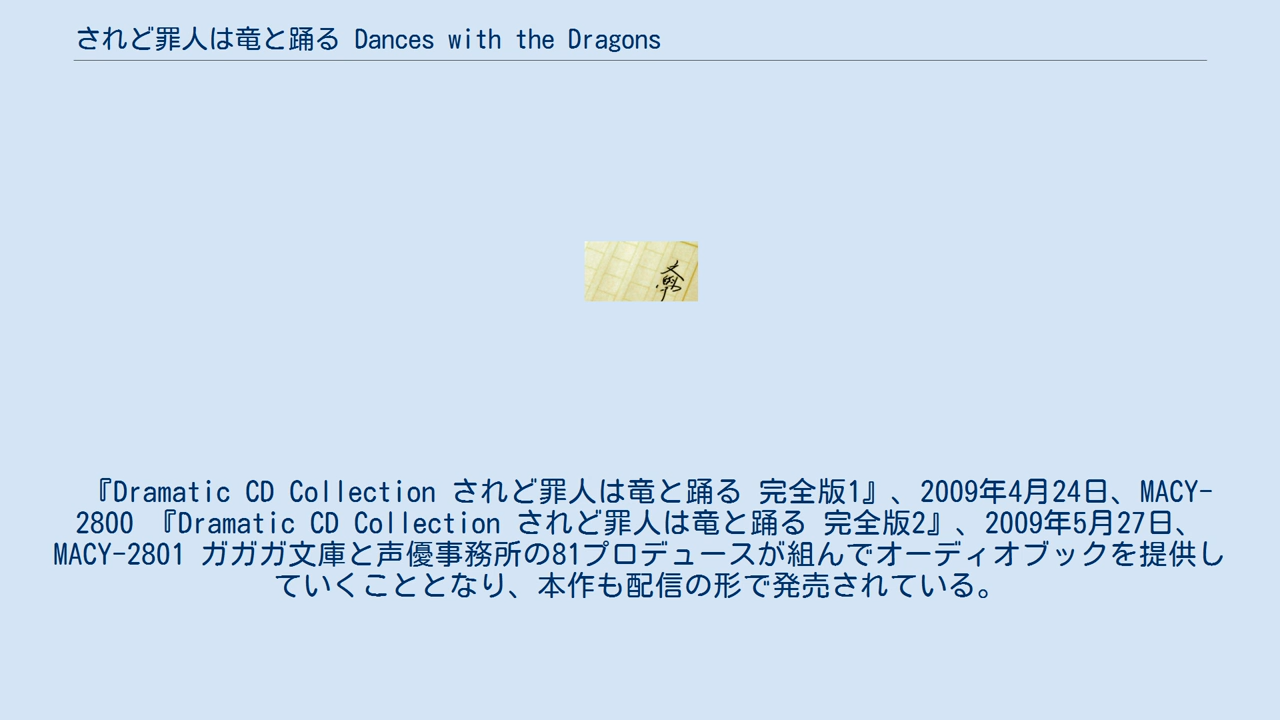 されど罪人は竜と踊る Dances with the Dragons
『Dramatic CD Collection されど罪人は竜と踊る 完全版1』、2009年4月24日、MACY-
2800 『Dramatic CD Collection されど罪人は竜と踊る 完全版2』、2009年5月27日、
MACY-2801 ガガガ文庫と声優事務所の81プロデュースが組んでオーディオブックを提供し
ていくこととなり、本作も配信の形で発売されている。